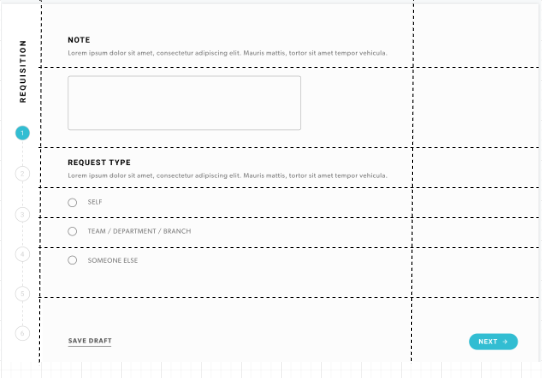 REQUISITION
1
2
3
4
5
6
NOTE
Lorem ipsum dolor sit amet, consectetur adipiscing elit. Mauris mattis, tortor sit amet tempor vehicula.
REQUEST TYPE
Lorem ipsum dolor sit amet, consectetur adipiscing elit. Mauris mattis, tortor sit amet tempor vehicula.
SELF
TEAM / DEPARTMENT / BRANCH
SOMEONE ELSE
SAVE DRAFT
NEXT →